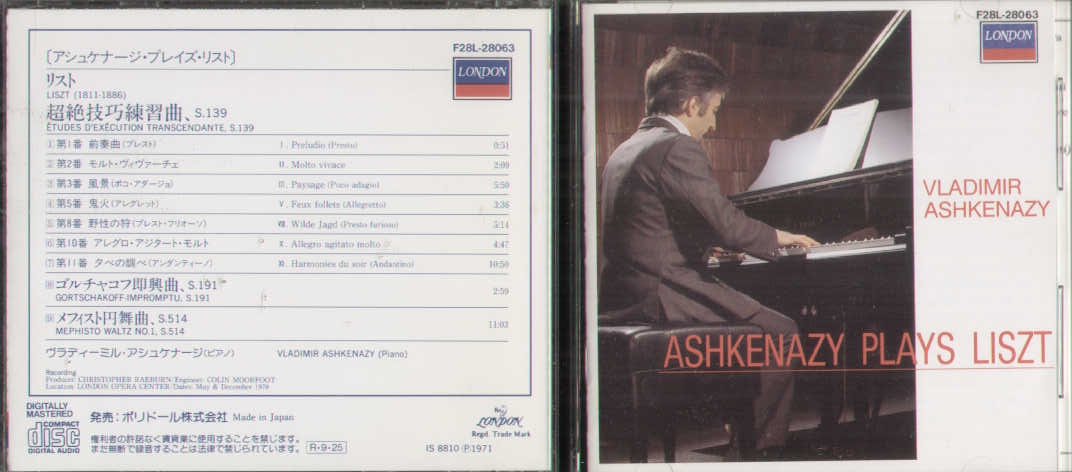 〔アシュケナージ・プレイズ・リスト〕
F28L-28063
LONDON
リスト
LISZT (1811-1886)
超絶技巧練習曲、S.139
ÉTUDES D'EXÉCUTION TRANSCENDANTE, S.139
① 第1番 前奏曲(プレスト) Ⅰ. Preludio (Presto) 0:51
② 第2番 モルト・ヴィヴァーチェ Ⅱ. Molto vivace 2:09
③ 第3番 風景(ポコ・アダージョ) Ⅲ. Paysage (Poco adagio) 5:50
④ 第5番 鬼火(アレグレット) Ⅴ. Feux follets (Allegretto) 3:36
⑤ 第8番 野性の狩(プレスト・フリオーソ) Ⅷ. Wilde Jagd (Presto furioso) 5:14
⑥ 第10番 アレグロ・アジタート・モルト Ⅹ. Allegro agitato molto 4:47
⑦ 第11番 夕べの調べ(アンダンティーノ) Ⅺ. Harmonies du soir (Andantino) 10:50
⑧ ゴルチャコフ即興曲、S.191
GORTSCHAKOFF-IMPROMPTU, S.191 2:59
⑨ メフィスト円舞曲、S.514
MEPHISTO WALTZ NO.1, S.514 11:03
ヴラディーミル・アシュケナージ(ピアノ) VLADIMIR ASHKENAZY (Piano)
Recording
Producer: CHRISTOPHER RAEBURN/Engineer: COLIN MOORFOOT
Location: LONDON OPERA CENTER/Dates: May & December 1970
DIGITALLY
MASTERED
COMPACT
disc
DIGITAL AUDIO
発売：ポリドール株式会社 Made in Japan
権利者の許諾なく賃貸業に使用することを禁じます。
また無断で録音することは法律で禁じられています。
R・9・25
LONDON
Regd. Trade Mark
IS 8810 Ⓟ1971
F28L-28063
LONDON
VLADIMIR
ASHKENAZY
ASHKENAZY PLAYS LISZT